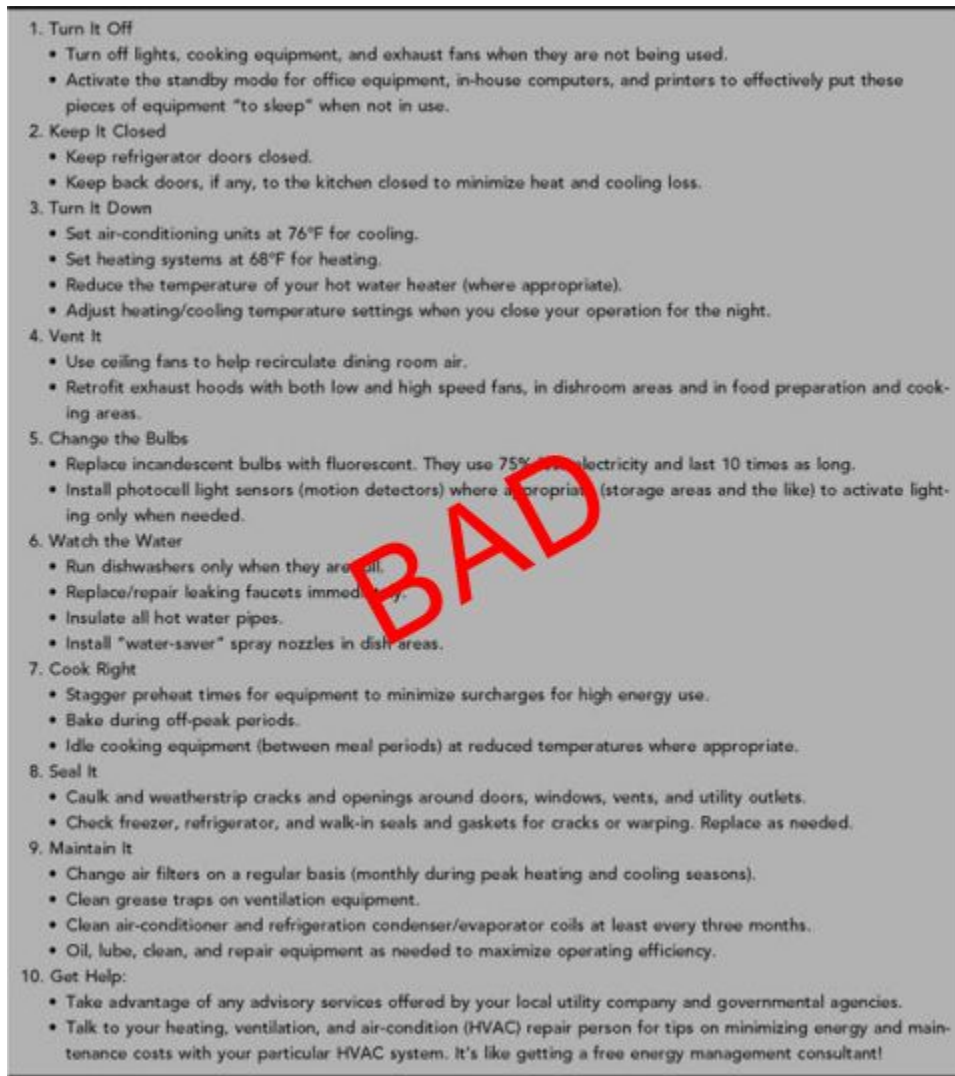 1. Turn It Off
• Turn off lights, cooking equipment, and exhaust fans when they are not being used.
• Activate the standby mode for office equipment, in-house computers, and printers to effectively put these
pieces of equipment "to sleep" when not in use.
2. Keep It Closed
• Keep refrigerator doors closed.
• Keep back doors, if any, to the kitchen closed to minimize heat and cooling loss.
3. Turn It Down
• Set air-conditioning units at 76°F for cooling.
• Set heating systems at 68°F for heating.
• Reduce the temperature of your hot water heater (where appropriate).
• Adjust heating/cooling temperature settings when you close your operation for the night.
4. Vent It
• Use ceiling fans to help recirculate dining room air.
• Retrofit exhaust hoods with both low and high speed fans, in dishroom areas and in food preparation and cook-
ing areas.
5. Change the Bulbs
• Replace incandescent bulbs with fluorescent. They use 75% electricity and last 10 times as long.
• Install photocell light sensors (motion detectors) where appropriate (storage areas and the like) to activate light-
ing only when needed.
6. Watch the Water
• Run dishwashers only when they are full.
• Replace/repair leaking faucets immediately.
• Insulate all hot water pipes.
• Install "water-saver" spray nozzles in dish areas.
BAD
7. Cook Right
• Stagger preheat times for equipment to minimize surcharges for high energy use.
• Bake during off-peak periods.
• Idle cooking equipment (between meal periods) at reduced temperatures where appropriate.
8. Seal It
• Caulk and weatherstrip cracks and openings around doors, windows, vents, and utility outlets.
• Check freezer, refrigerator, and walk-in seals and gaskets for cracks or warping. Replace as needed.
9. Maintain It
• Change air filters on a regular basis (monthly during peak heating and cooling seasons).
• Clean grease traps on ventilation equipment.
• Clean air-conditioner and refrigeration condenser/evaporator coils at least every three months.
• Oil, lube, clean, and repair equipment as needed to maximize operating efficiency.
10. Get Help:
• Take advantage of any advisory services offered by your local utility company and governmental agencies.
• Talk to your heating, ventilation, and air-condition (HVAC) repair person for tips on minimizing energy and main-
tenance costs with your particular HVAC system. It's like getting a free energy management consultant!